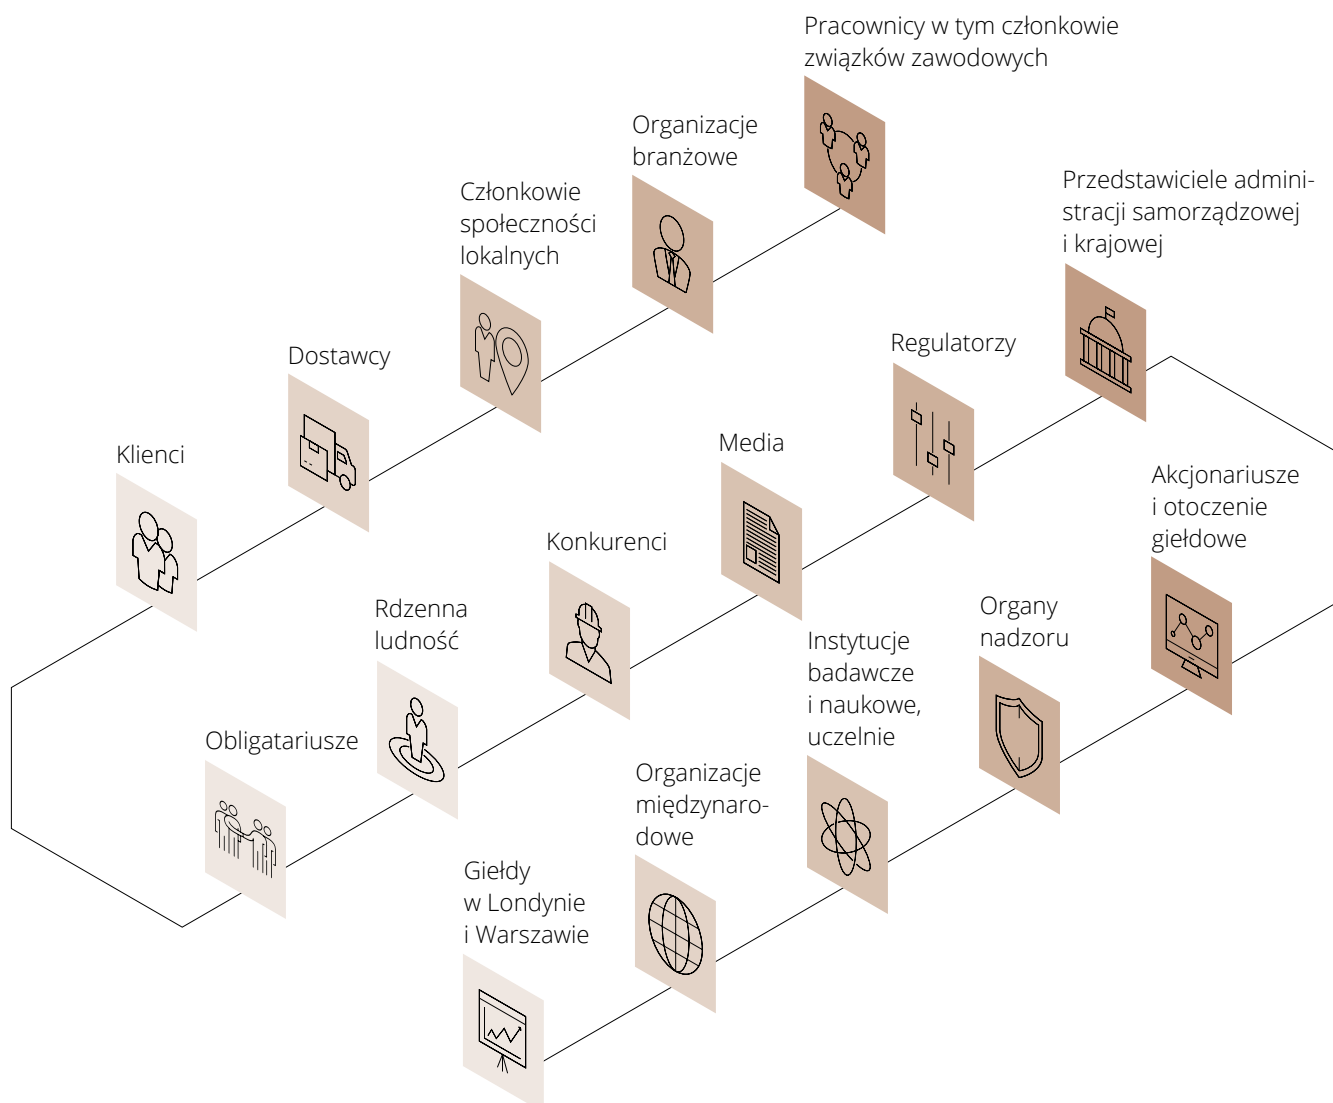 Pracownicy w tym członkowie
związków zawodowych
Organizacje
branżowe
Przedstawiciele admini-
stracji samorządzowej
i krajowej
Członkowie
społeczności
lokalnych
Regulatorzy
Dostawcy
Media
Klienci
Akcjonariusze
i otoczenie
giełdowe
Konkurenci
Rdzenna
ludność
Organy
nadzoru
Instytucje
badawcze
i naukowe,
uczelnie
Obligatariusze
Organizacje
międzynaro-
dowe
Giełdy
w Londynie
i Warszawie